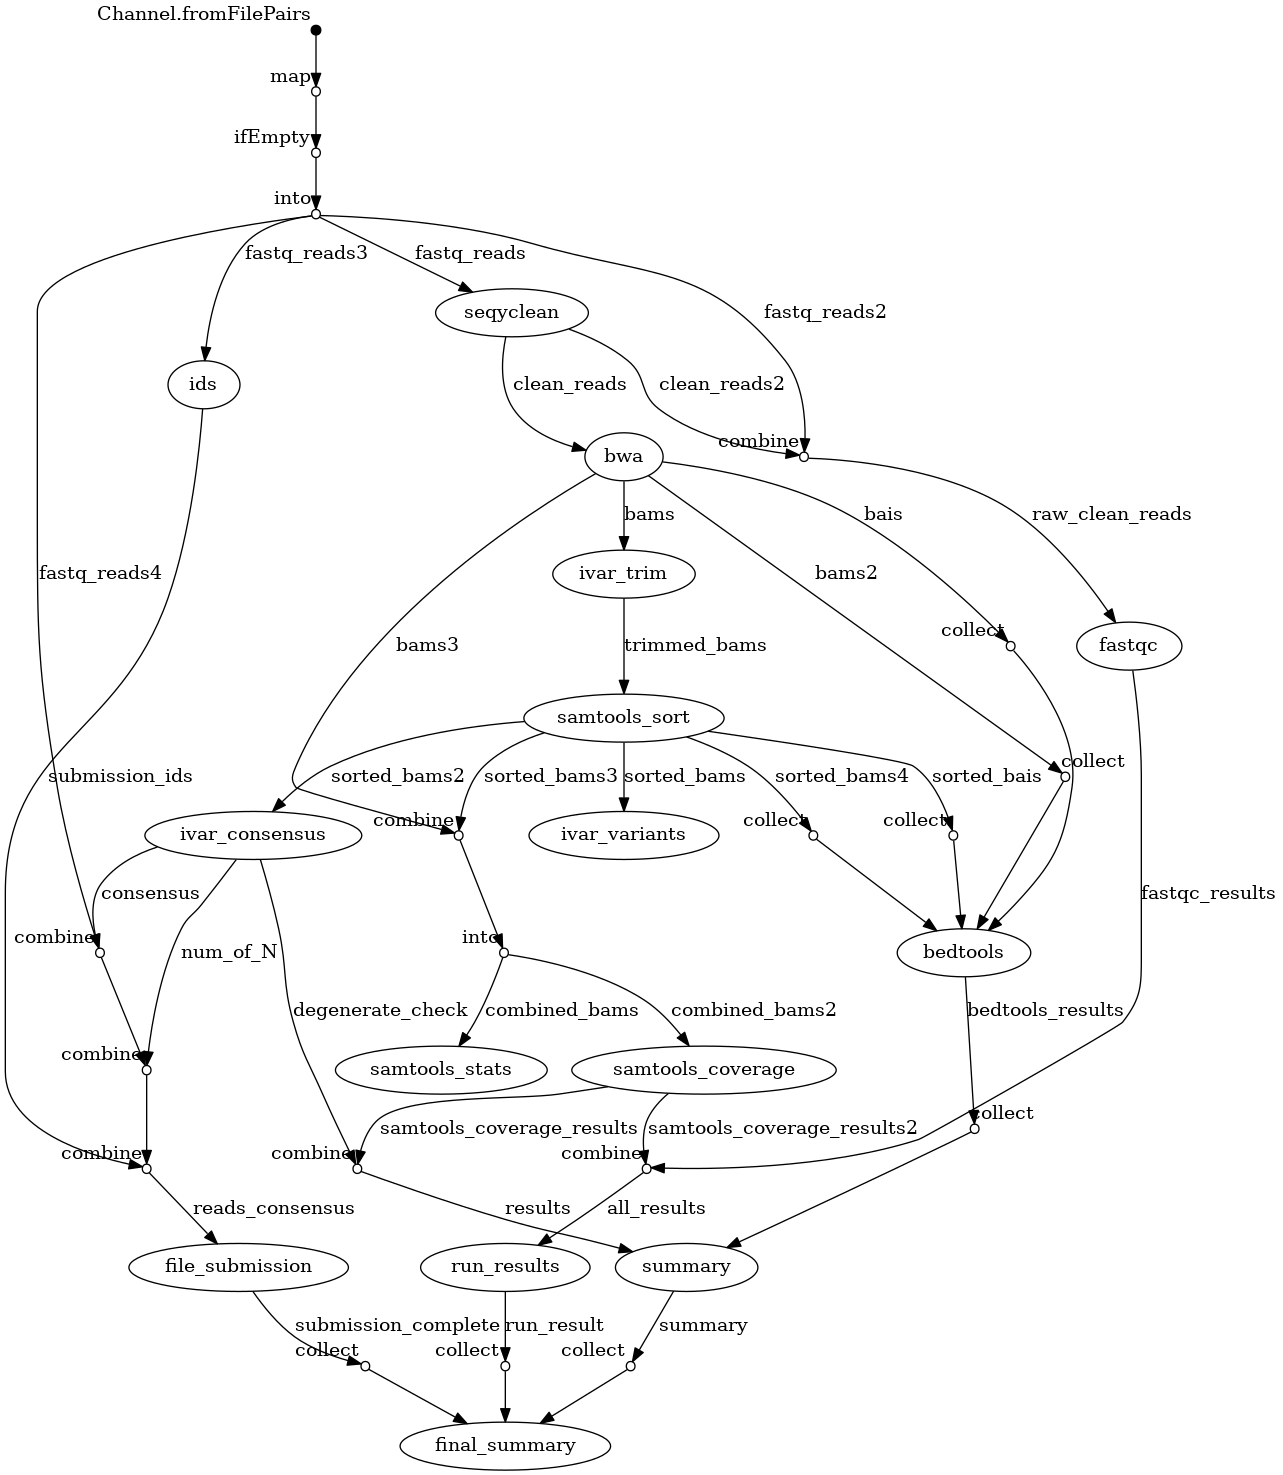 Channel.fromFilePairs
map
ifEmpty
into
fastq_reads3
fastq_reads
seqyclean
fastq_reads2
ids
clean_reads
clean_reads2
combine
bwa
bams
bais
raw_clean_reads
fastq_reads4
ivar_trim
bams2
collect
bams3
trimmed_bams
fastqc
samtools_sort
submission_ids
sorted_bams2
sorted_bams3
sorted_bams
sorted_bams4
sorted_bais
collect
combine
collect
collect
ivar_consensus
ivar_variants
consensus
fastqc_results
combine
num_of_N
into
bedtools
degenerate_check
combined_bams
combined_bams2
bedtools_results
combine
samtools_stats
samtools_coverage
collect
samtools_coverage_results
samtools_coverage_results2
combine
combine
combine
reads_consensus
results
all_results
file_submission
run_results
summary
submission_complete
run_result
summary
collect
collect
collect
final_summary